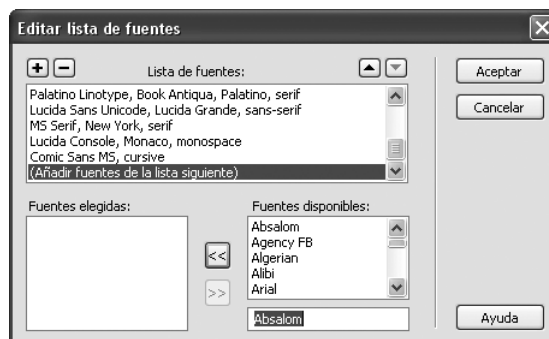 Editar lista de fuentes
Lista de fuentes:
Aceptar
Cancelar
Palatino Linotype, Book Antiqua, Palatino, serif
Lucida Sans Unicode, Lucida Grande, sans-serif
MS Serif, New York, serif
Lucida Console, Monaco, monospace
Comic Sans MS, cursive
(Añadir fuentes de la lista siguiente)
Fuentes elegidas:
<<
>>
Fuentes disponibles:
Absalom
Agency FB
Algerian
Alibi
Arial
Absalom
Ayuda